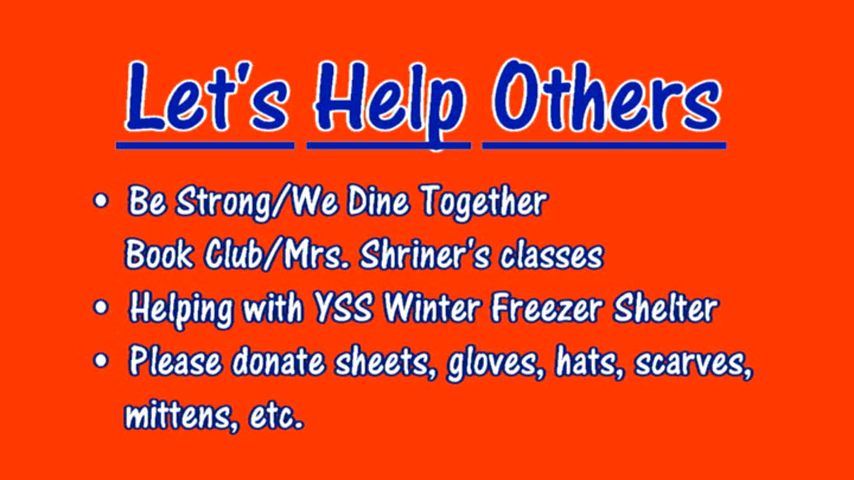 Let's Help Others
• Be Strong/We Dine Together
Book Club/Mrs. Shriner's classes
• Helping with YSS Winter Freezer Shelter
• Please donate sheets, gloves, hats, scarves,
mittens, etc.